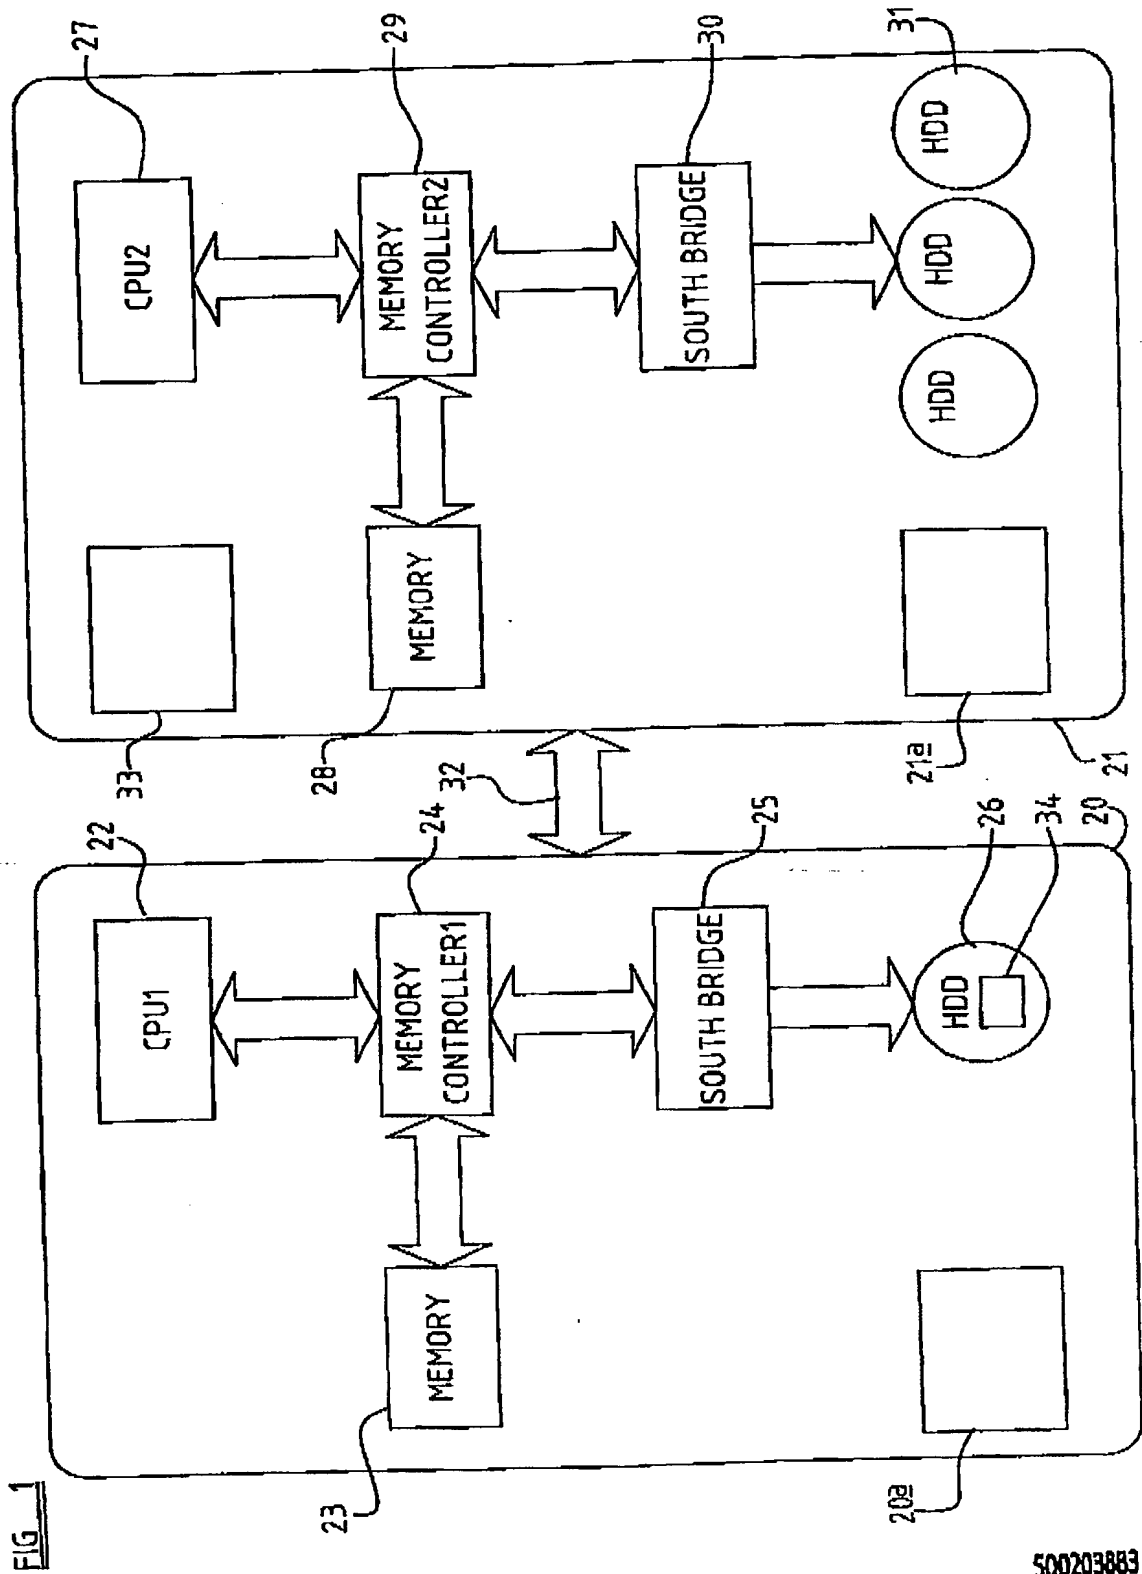 FIG 1
22
CPU1
24
MEMORY
CONTROLLER1
23
MEMORY
25
SOUTH BRIDGE
26
HDD
34
20a
20
32
33
27
CPU2
29
MEMORY
CONTROLLER2
28
MEMORY
30
SOUTH BRIDGE
31
HDD
HDD
HDD
21a
21
500203883